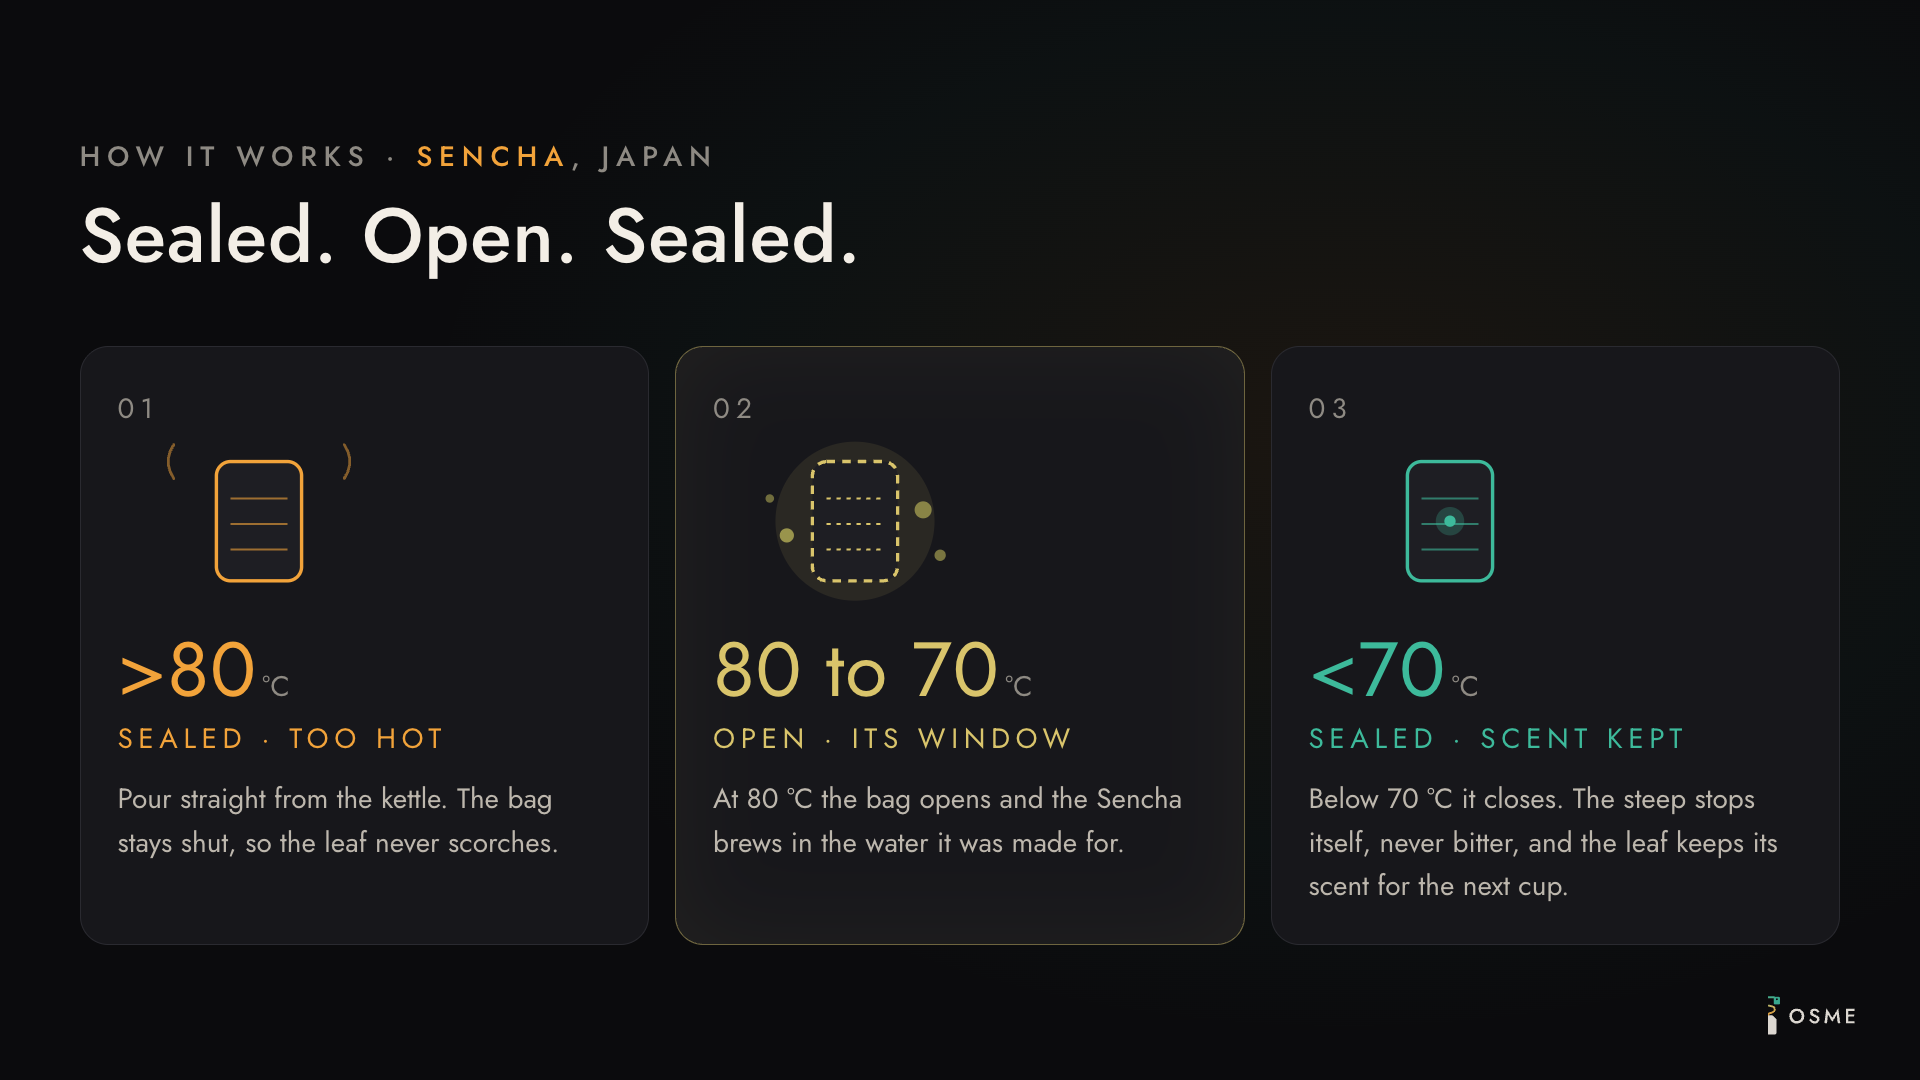 HOW IT WORKS · SENCHA, JAPAN
Sealed. Open. Sealed.
01
>80 °C
SEALED · TOO HOT
Pour straight from the kettle. The bag
stays shut, so the leaf never scorches.
02
80 to 70 °C
OPEN · ITS WINDOW
At 80 °C the bag opens and the Sencha
brews in the water it was made for.
03
<70 °C
SEALED · SCENT KEPT
Below 70 °C it closes. The steep stops
itself, never bitter, and the leaf keeps its
scent for the next cup.
OSME